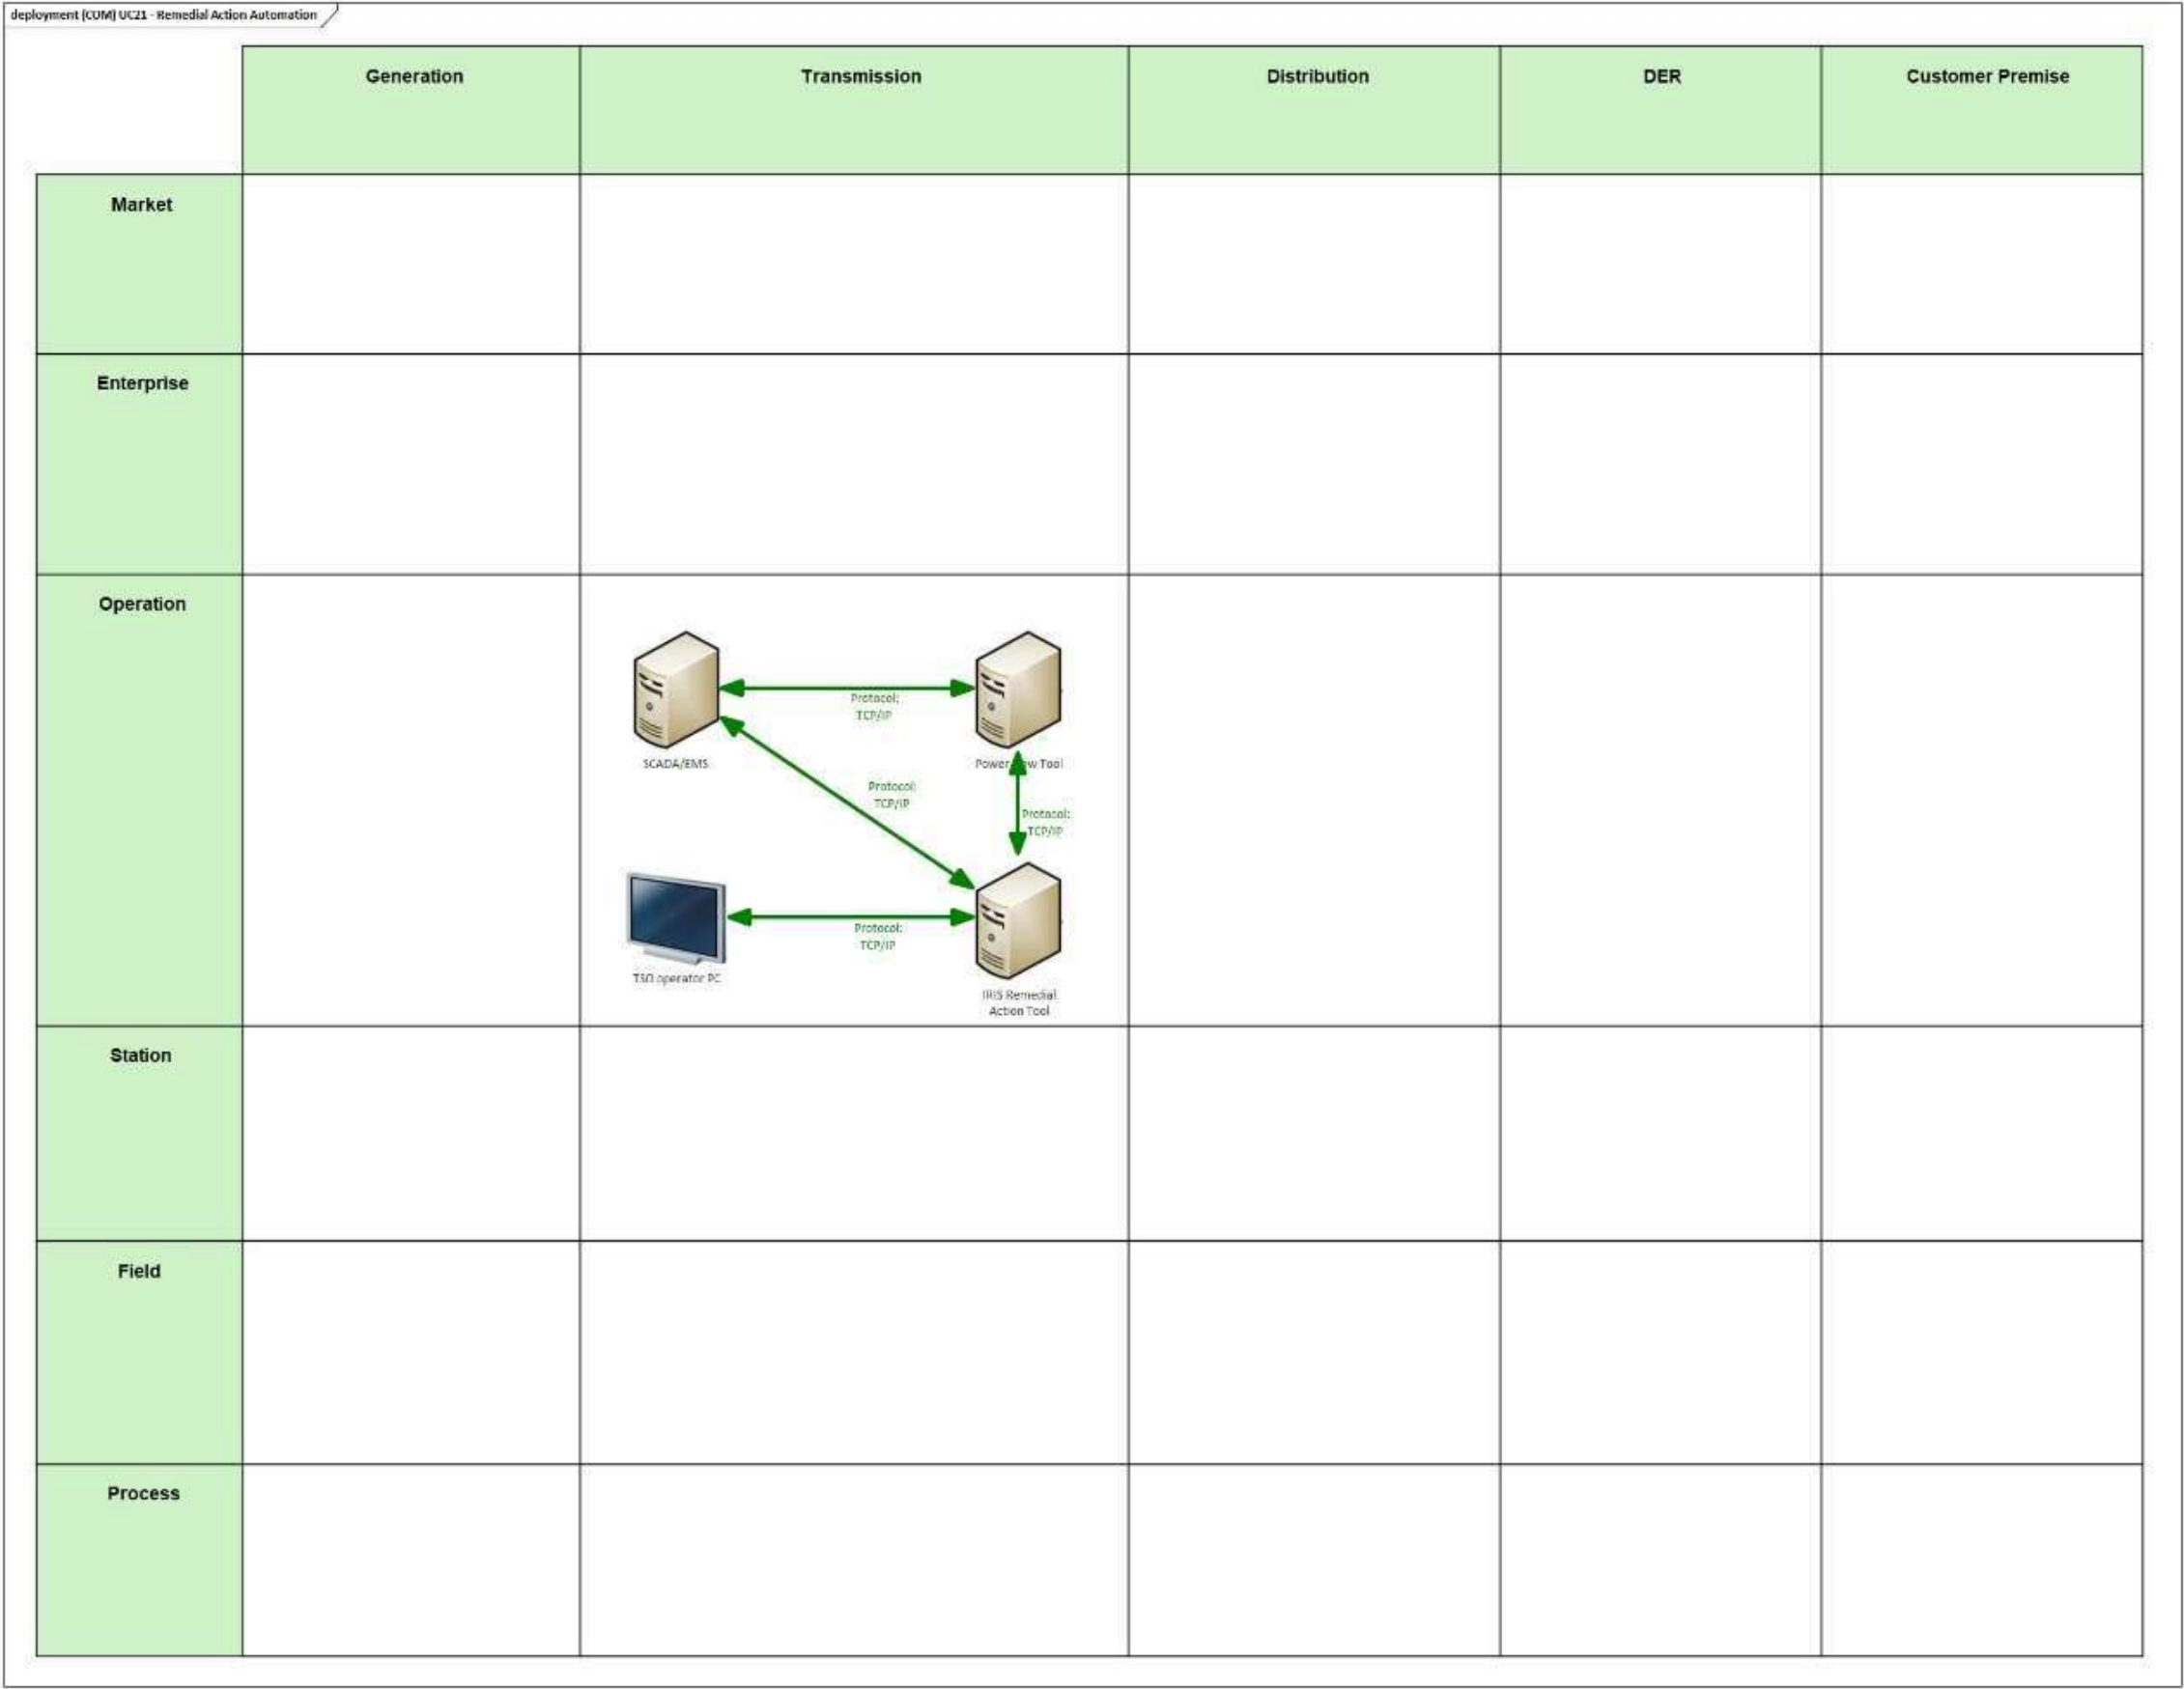 deployment (COM) UC21 - Remedial Action Automation
Generation
Transmission
Distribution
DER
Customer Premise
Market
Enterprise
Operation
Protocol:
TCP/IP
SCADA/EMS
Power Tool
Protocol:
TCP/IP
Protocol:
TCP/IP
Protocol:
TCP/IP
TSO operator PC
IRIS Remedial
Action Tool
Station
Field
Process